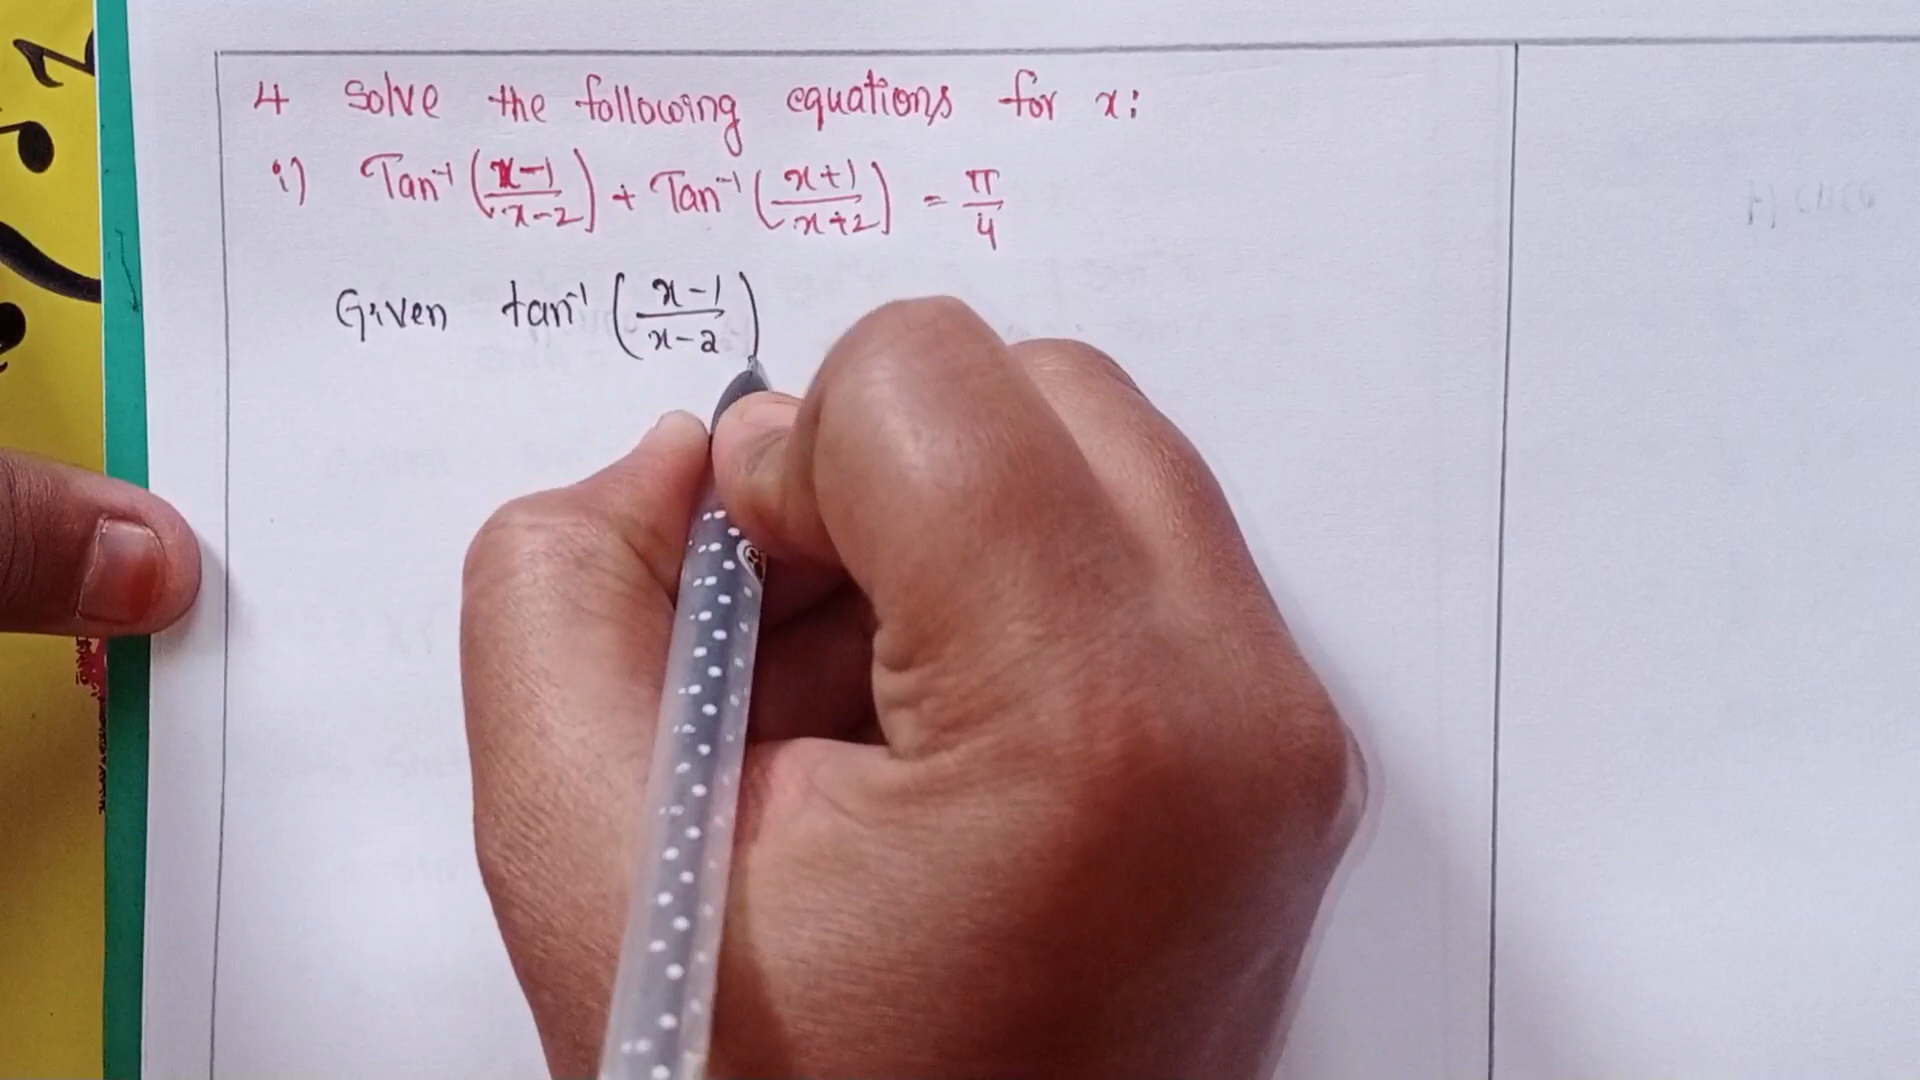 4 Solve the following equations for x:
i) Tan⁻¹ (x-1/x-2) + Tan⁻¹ (x+1/x+2) = π/4
Given tan⁻¹ (x-1/x-2)